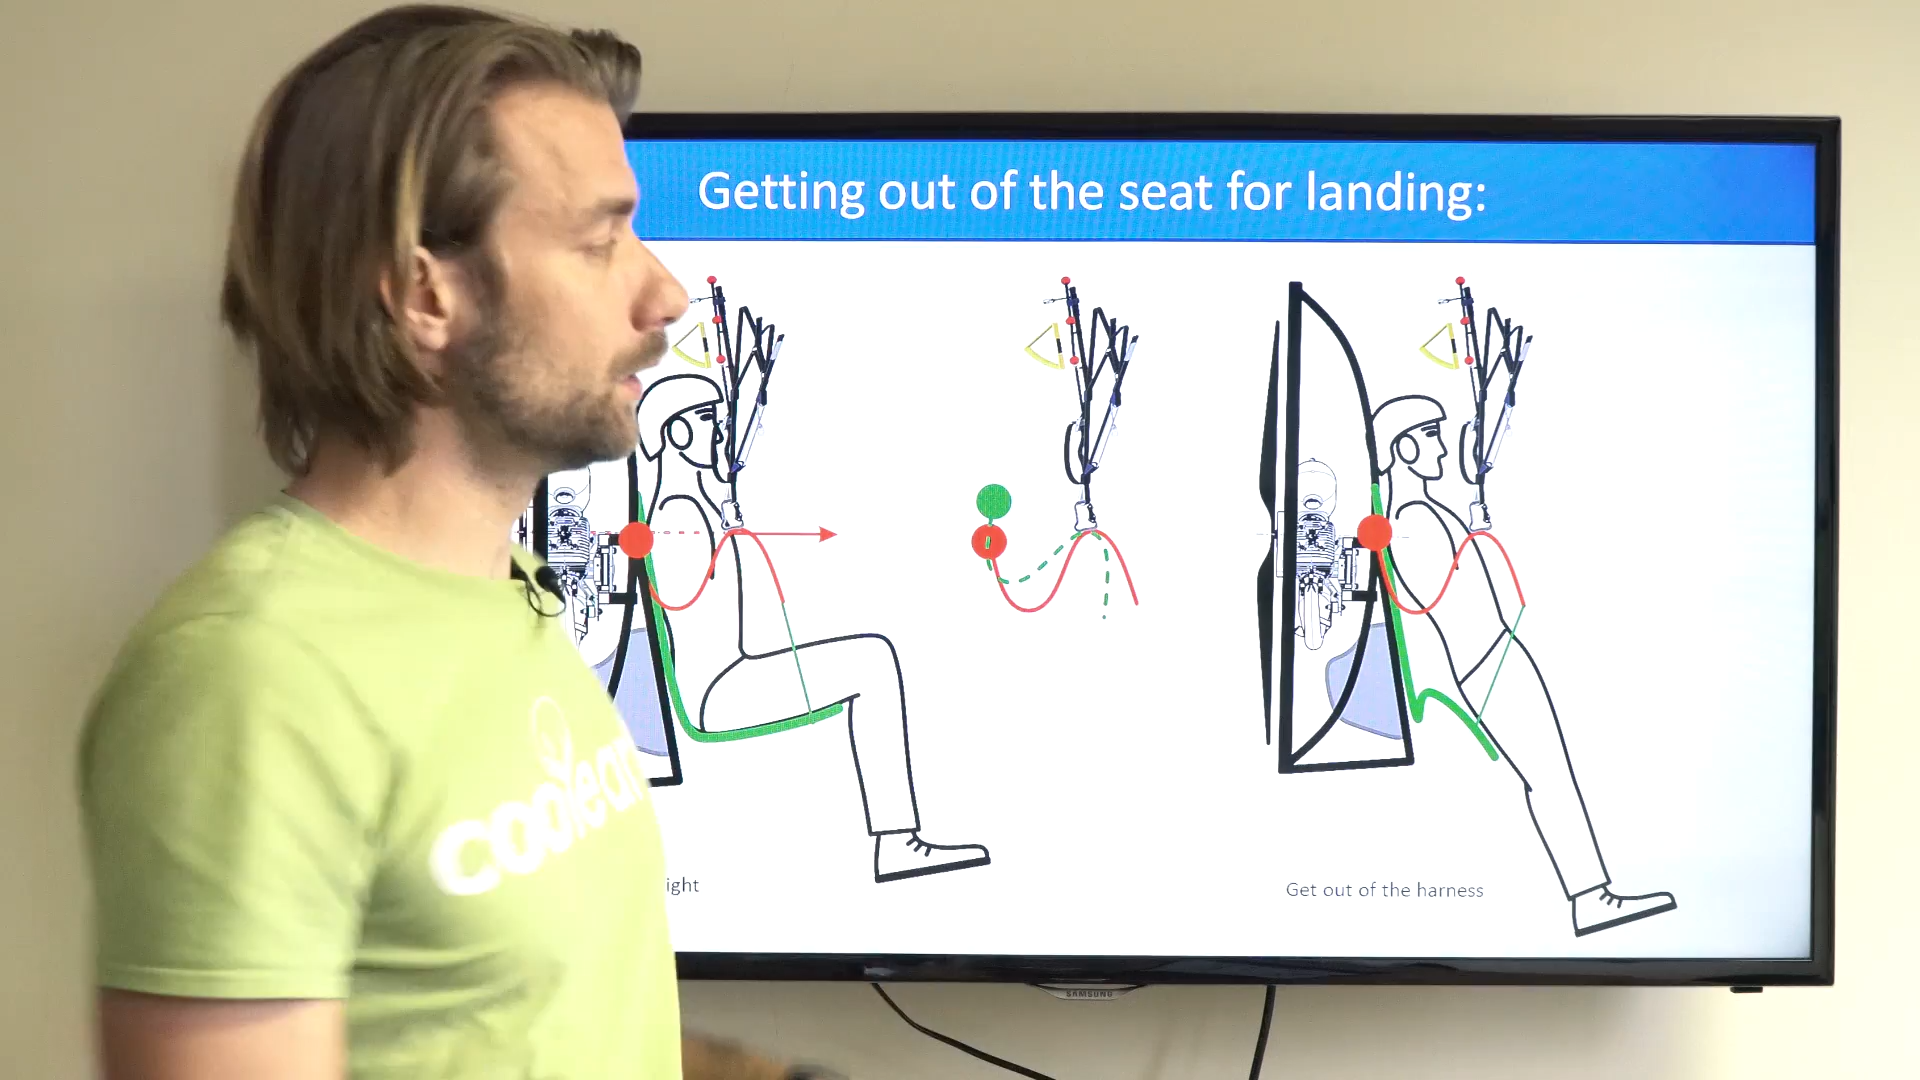 Getting out of the seat for landing:
ight
Get out of the harness
SAMSUNG